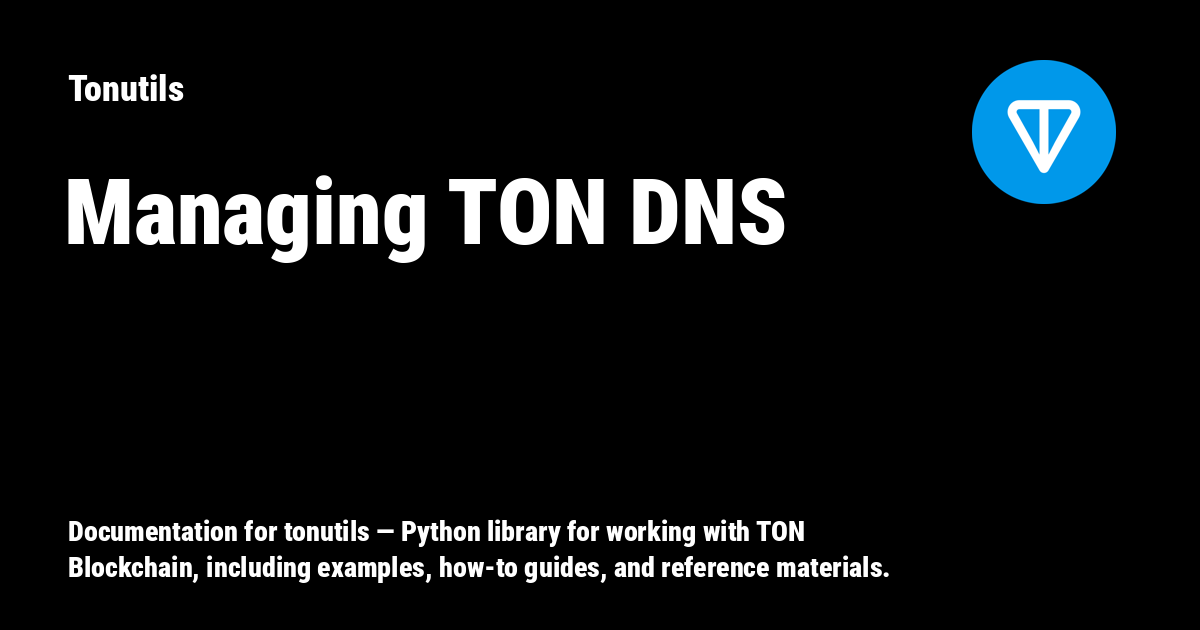 Tonutils
Managing TON DNS
Documentation for tonutils — Python library for working with TON
Blockchain, including examples, how-to guides, and reference materials.